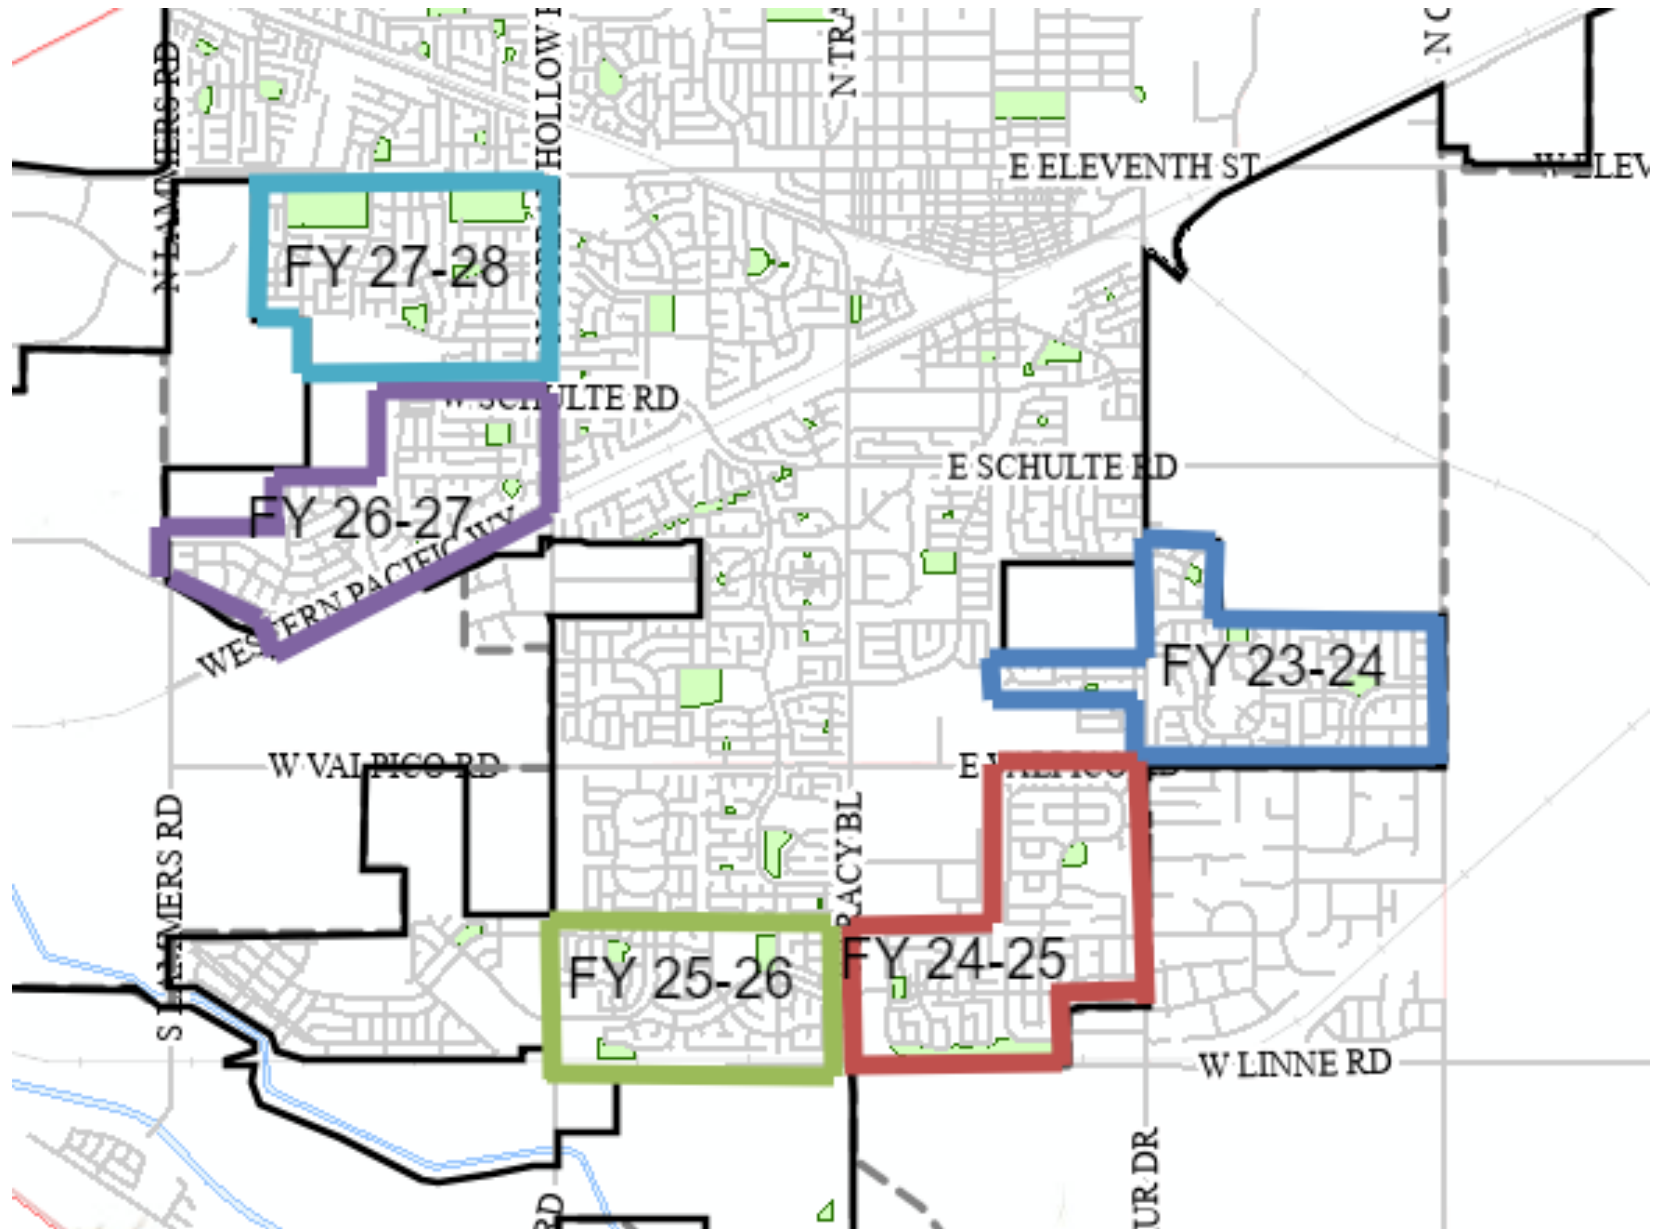 N LAMMERS RD
HOLLOW
N TRA
N C
E ELEVENTH ST
W ELEV
FY 27-28
W SCHULTE RD
E SCHULTE RD
FY 26-27
WESTERN PACIFIC WY
FY 23-24
W VALPICO RD
E VALPICO RD
S LAMMERS RD
RACY BL
FY 25-26
FY 24-25
W LINNE RD
UR DR
RD